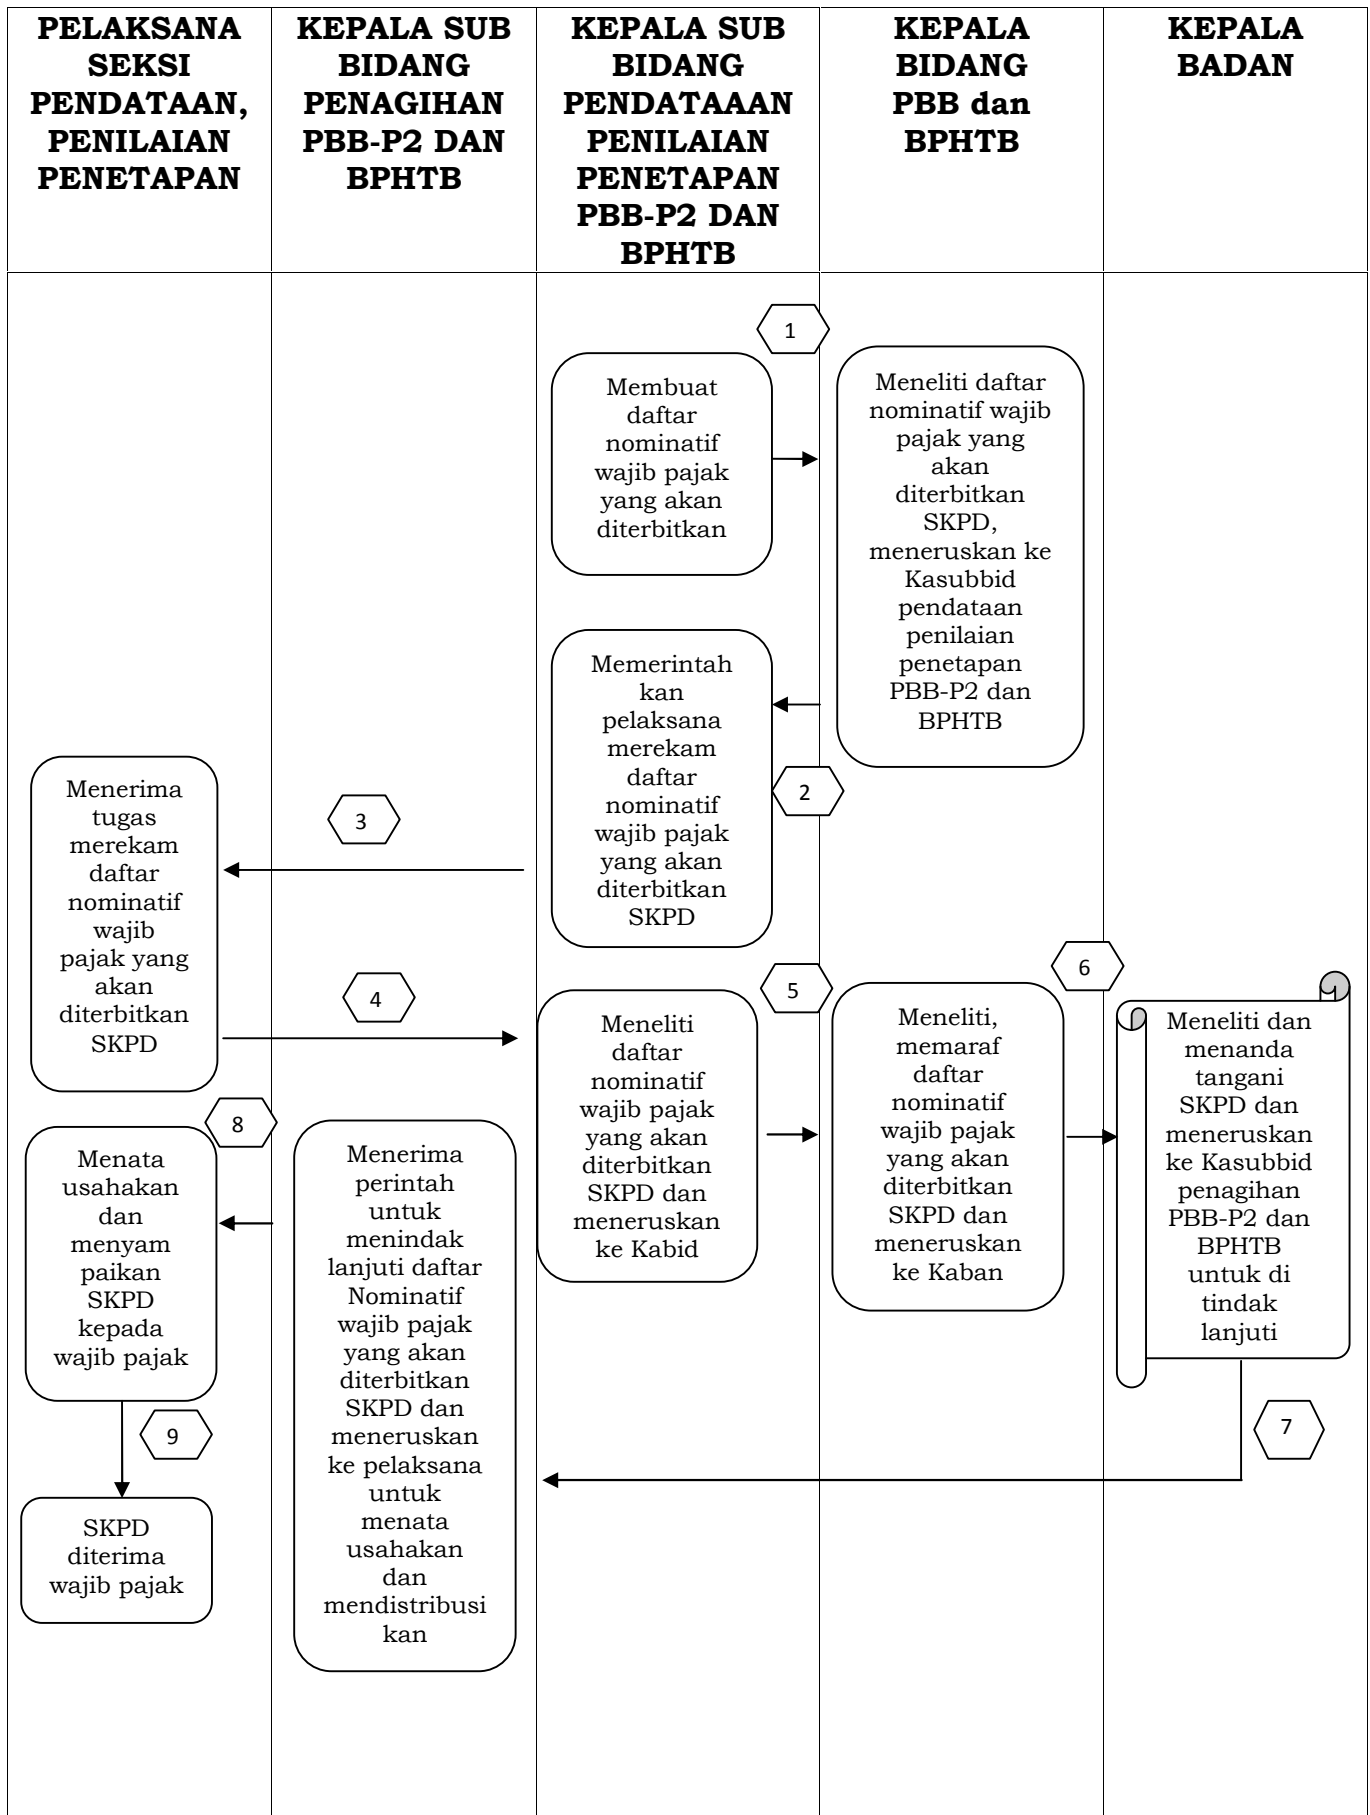 PELAKSANA
SEKSI
PENDATAAN,
PENILAIAN
PENETAPAN
KEPALA SUB
BIDANG
PENAGIHAN
PBB-P2 DAN
BPHTB
KEPALA SUB
BIDANG
PENDATAAAN
PENILAIAN
PENETAPAN
PBB-P2 DAN
BPHTB
KEPALA
BIDANG
PBB dan
BPHTB
KEPALA
BADAN
1
Membuat
daftar
nominatif
wajib pajak
yang akan
diterbitkan
Meneliti daftar
nominatif wajib
pajak yang
akan
diterbitkan
SKPD,
meneruskan ke
Kasubbid
pendataan
penilaian
penetapan
PBB-P2 dan
BPHTB
Memerintah
kan
pelaksana
merekam
daftar
nominatif
wajib pajak
yang akan
diterbitkan
SKPD
2
3
Menerima
tugas
merekam
daftar
nominatif
wajib
pajak yang
akan
diterbitkan
SKPD
4
Meneliti
daftar
nominatif
wajib pajak
yang akan
diterbitkan
SKPD dan
meneruskan
ke Kabid
5
Meneliti,
memaraf
daftar
nominatif
wajib pajak
yang akan
diterbitkan
SKPD dan
meneruskan
ke Kaban
6
Meneliti dan
menanda
tangani
SKPD dan
meneruskan
ke Kasubbid
penagihan
PBB-P2 dan
BPHTB
untuk di
tindak
lanjuti
7
Menerima
perintah
untuk
menindak
lanjuti daftar
Nominatif
wajib pajak
yang akan
diterbitkan
SKPD dan
meneruskan
ke pelaksana
untuk
menata
usahakan
dan
mendistribusi
kan
8
Menata
usahakan
dan
menyam
paikan
SKPD
kepada
wajib pajak
9
SKPD
diterima
wajib pajak